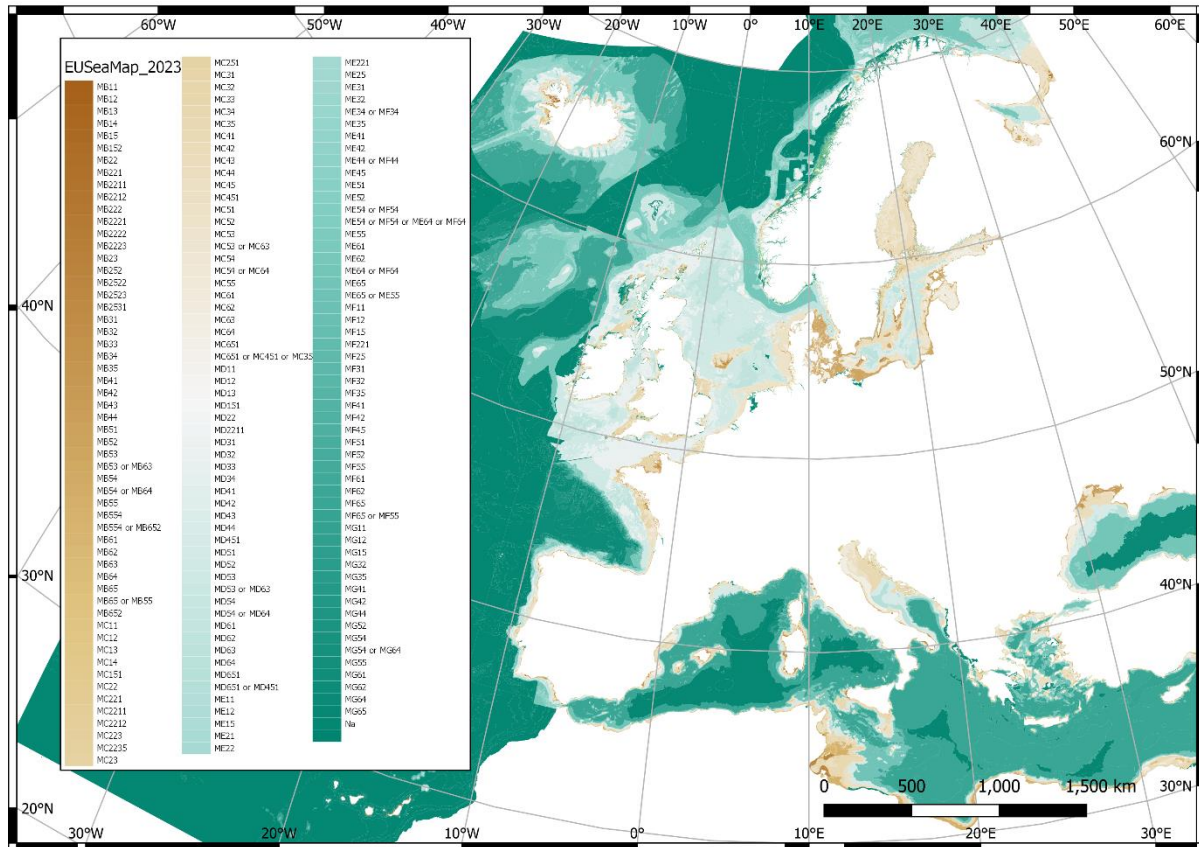 60°W
50°W
40°W
30°W
20°W
10°W
0°
10°E
20°E
30°E
40°E
50°E
60°E
EUSeaMap_2023
MB11
MB12
MB13
MB14
MB15
MB152
MB22
MB221
MB2211
MB2212
MB222
MB2221
MB2222
MB2223
MB23
MB252
MB2522
MB2523
MB2531
MB31
MB32
MB33
MB34
MB35
MB41
MB42
MB43
MB44
MB51
MB52
MB53
MB53 or MB63
MB54
MB54 or MB64
MB55
MB554
MB554 or MB652
MB61
MB62
MB63
MB64
MB65
MB65 or MB55
MB652
MC11
MC12
MC13
MC14
MC151
MC22
MC221
MC2211
MC2212
MC223
MC2235
MC23
MC251
MC31
MC32
MC33
MC34
MC35
MC41
MC42
MC43
MC44
MC45
MC451
MC51
MC52
MC53
MC53 or MC63
MC54
MC54 or MC64
MC55
MC61
MC62
MC63
MC64
MC651
MC651 or MC451 or MC35
MD11
MD12
MD13
MD151
MD22
MD2211
MD31
MD32
MD33
MD34
MD41
MD42
MD43
MD44
MD451
MD51
MD52
MD53
MD53 or MD63
MD54
MD54 or MD64
MD61
MD62
MD63
MD64
MD651
MD651 or MD451
ME11
ME12
ME15
ME21
ME22
ME221
ME25
ME31
ME32
ME34 or MF34
ME35
ME41
ME42
ME44 or MF44
ME45
ME51
ME52
ME54 or MF54
ME54 or MF54 or ME64 or MF64
ME55
ME61
ME62
ME64 or MF64
ME65
ME65 or ME55
MF11
MF12
MF15
MF221
MF25
MF31
MF32
MF35
MF41
MF42
MF45
MF51
MF52
MF55
MF61
MF62
MF65
MF65 or MF55
MG11
MG12
MG15
MG32
MG35
MG41
MG42
MG44
MG52
MG54
MG54 or MG64
MG55
MG61
MG62
MG64
MG65
Na
40°N
30°N
20°N
60°N
50°N
40°N
30°N
0 500 1,000 1,500 km
30°W
20°W
10°W
0°
10°E
20°E
30°E